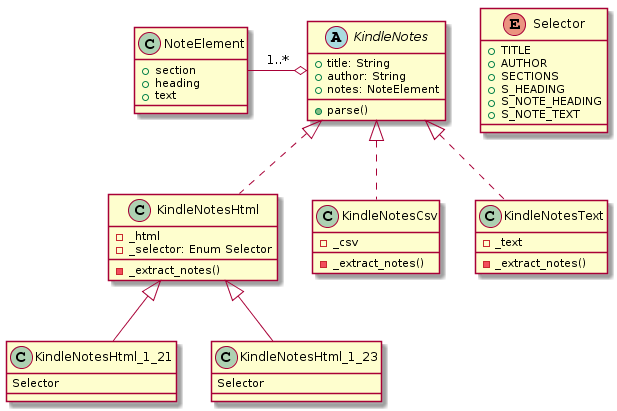 C NoteElement
section
heading
text
1..*
A KindleNotes
title: String
author: String
notes: NoteElement
parse()
E Selector
TITLE
AUTHOR
SECTIONS
S_HEADING
S_NOTE_HEADING
S_NOTE_TEXT
C KindleNotesHtml
_html
_selector: Enum Selector
_extract_notes()
C KindleNotesCsv
_csv
_extract_notes()
C KindleNotesText
_text
_extract_notes()
C KindleNotesHtml_1_21
Selector
C KindleNotesHtml_1_23
Selector